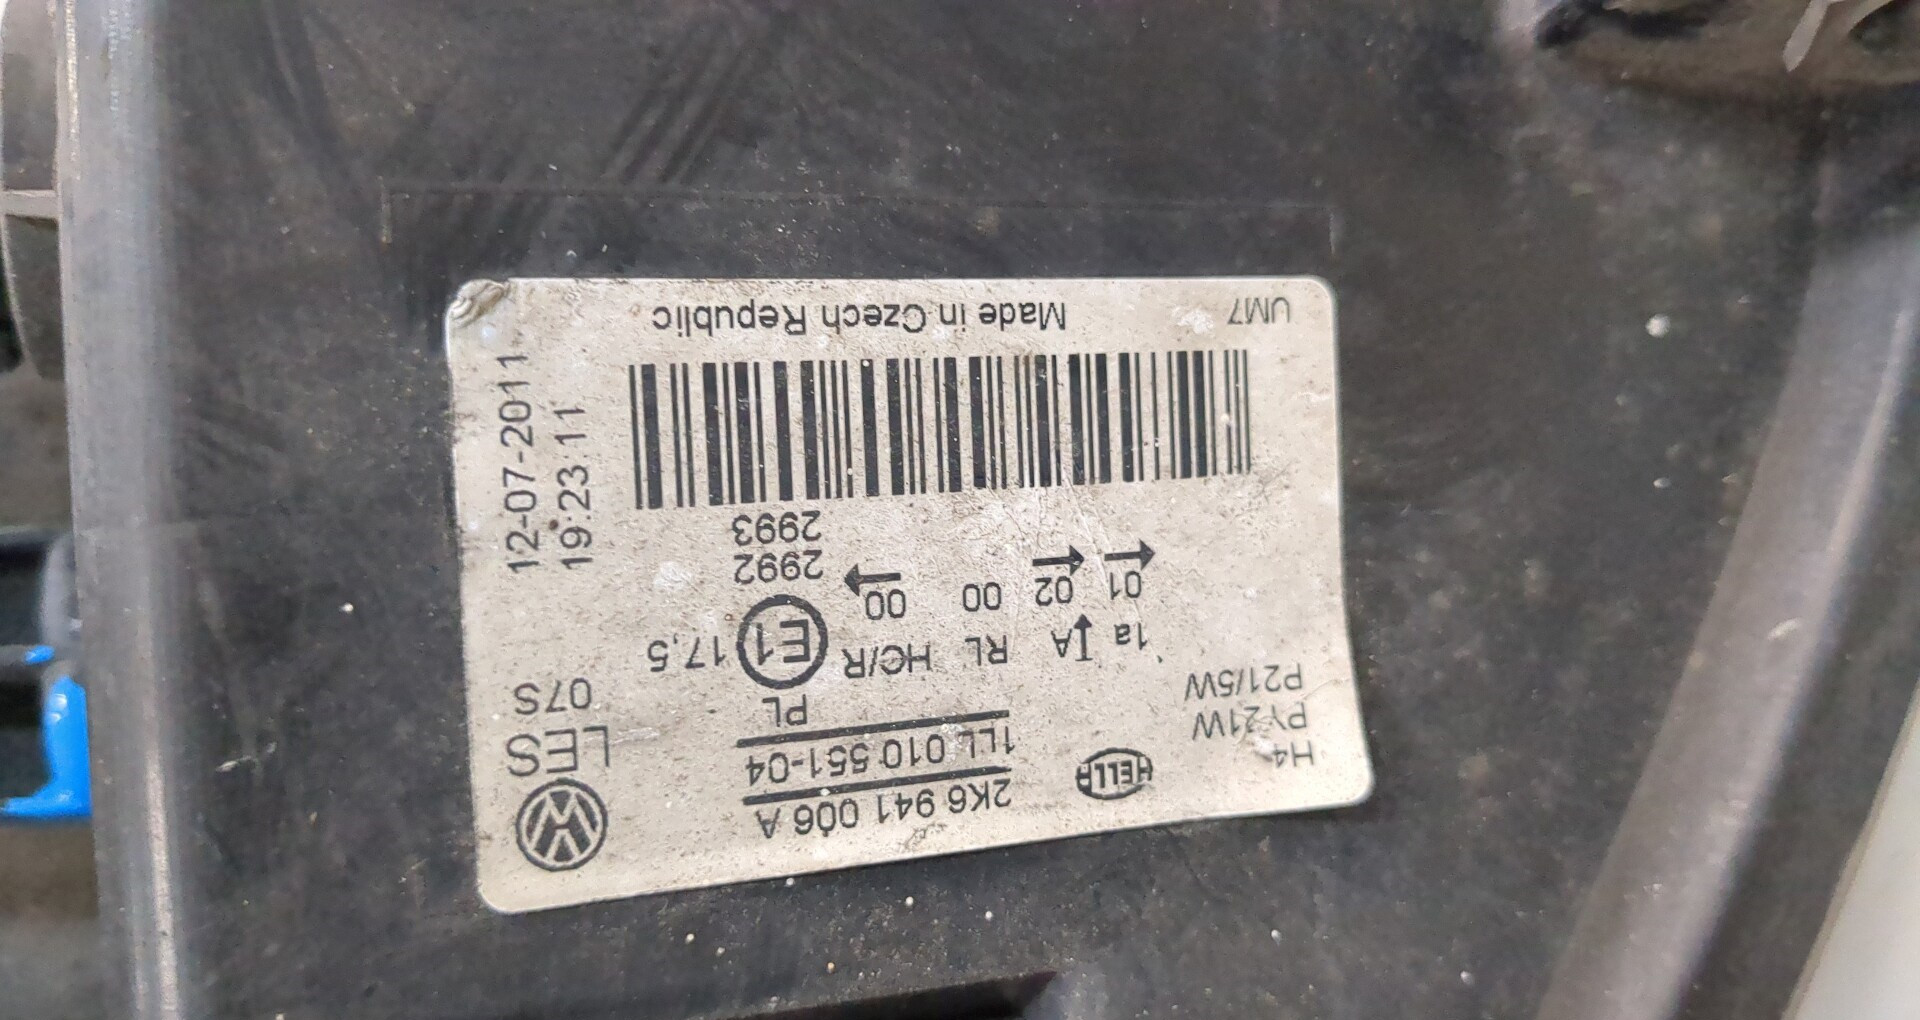 H4
PY21W
P21/5W
HELLA
2K6 941 006 A
1LL 010 551-04
LES
07S
PL
1a A RL HC/R E1 17,5
01 02 00 00 2992
2993
UM7
Made in Czech Republic
12-07-2011
19:23:11